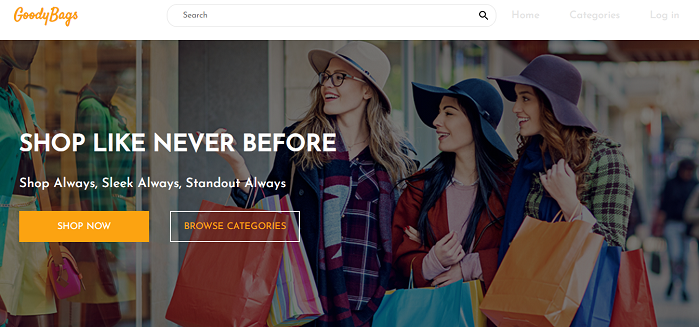 GoodyBags
Search
Home
Categories
Log in
SHOP LIKE NEVER BEFORE
Shop Always, Sleek Always, Standout Always
SHOP NOW
BROWSE CATEGORIES